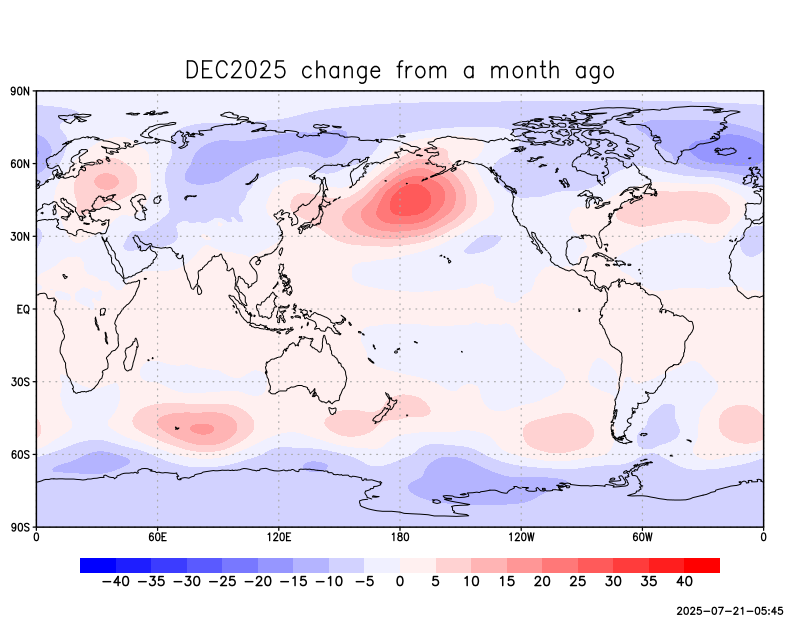 DEC2025 change from a month ago
90N
60N
30N
EQ
30S
60S
90S
0 60E 120E 180 120W 60W 0
−40 −35 −30 −25 −20 −15 −10 −5 0 5 10 15 20 25 30 35 40
2025-07-21-05:45